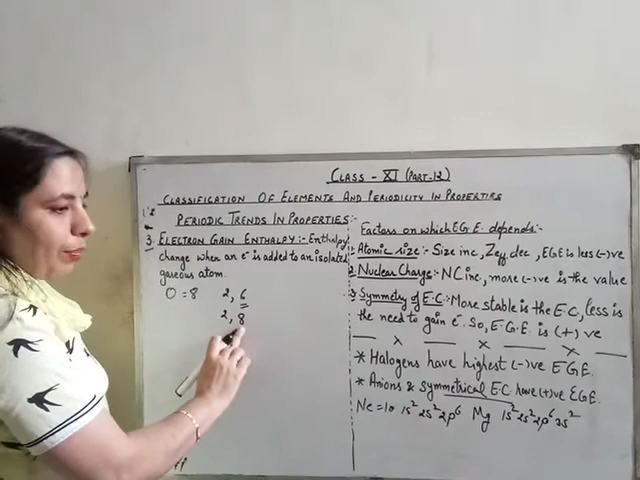 CLASS - XI (PART-12)
CLASSIFICATION OF ELEMENTS AND PERIODICITY IN PROPERTIES
PERIODIC TRENDS IN PROPERTIES:-
3. ELECTRON GAIN ENTHALPY:- Enthalpy
change when an e⁻ is added to an isolated
gaseous atom.
O = 8 2, 6
2, 8
Factors on which E.G.E. depends:-
1. Atomic size:- Size inc, Zeff dec, EGE is less (-)ve
2. Nuclear Charge:- NC inc, more (-)ve is the value
3. Symmetry of E.C:- More stable is the E.C, less is
the need to gain e⁻. So, E.G.E is (+)ve
* Halogens have highest (-)ve E.G.E.
* Anions & symmetrical E.C have (+)ve E.G.E.
Ne = 10 1s² 2s² 2p⁶ Mg 1s² 2s² 2p⁶ 3s²